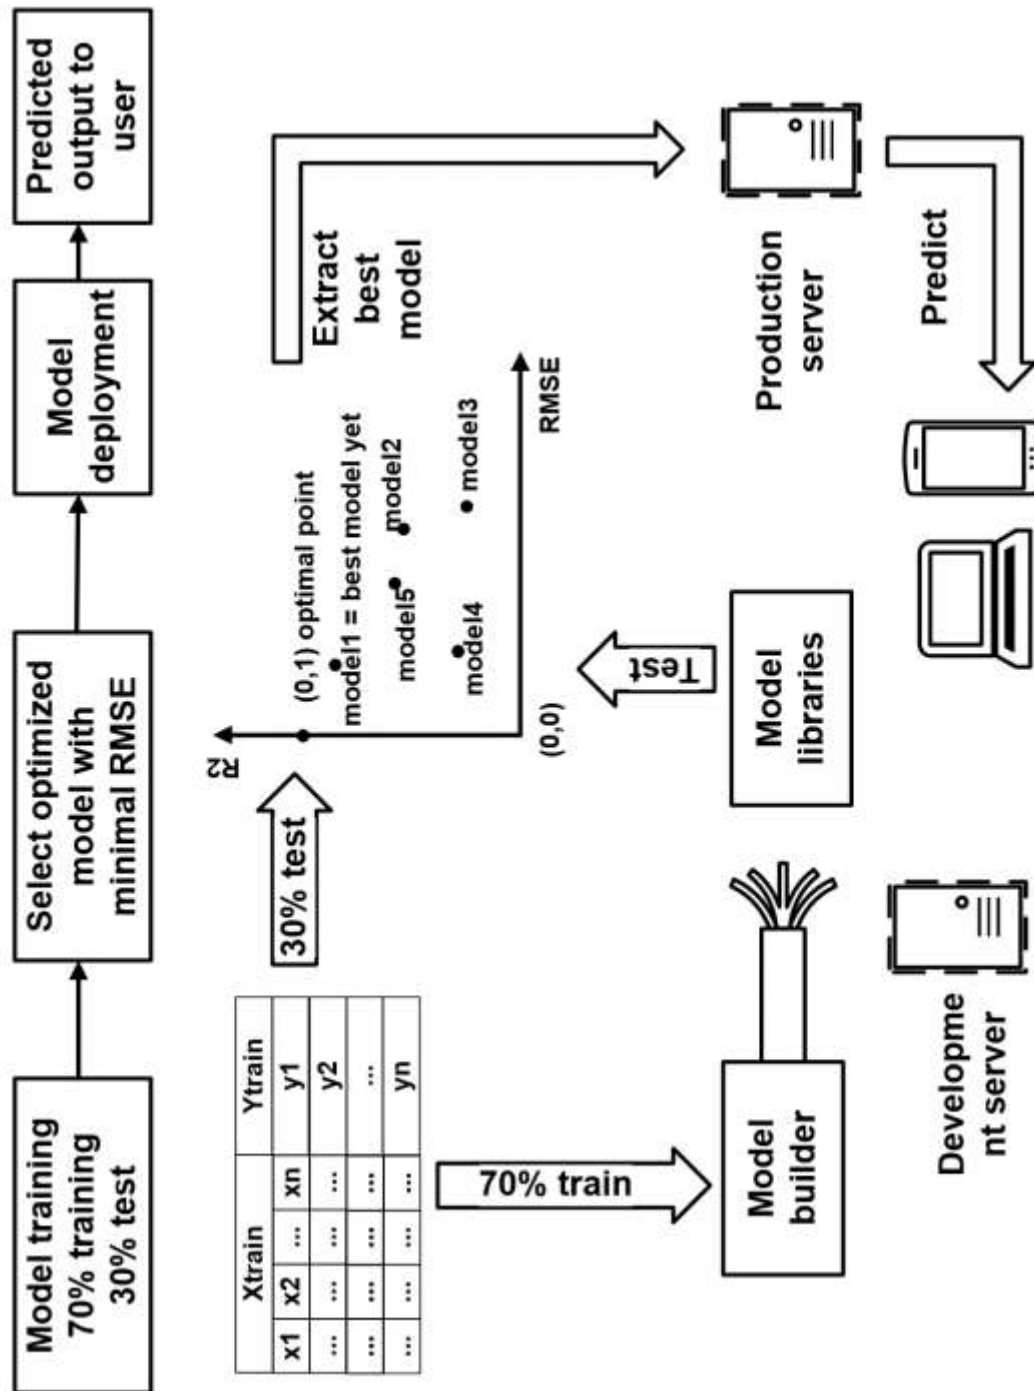 Model training
70% training
30% test
Select optimized
model with
minimal RMSE
Model
deployment
Predicted
output to
user
Xtrain Ytrain
x1 x2 ... xn y1
... ... ... ... y2
... ... ... ... ...
... ... ... ... yn
30% test
R2
(0,1) optimal point
model1 = best model yet
model5
model2
model4
model3
(0,0)
RMSE
Extract
best
model
70% train
Test
Model
builder
Model
libraries
Production
server
Developme
nt server
Predict